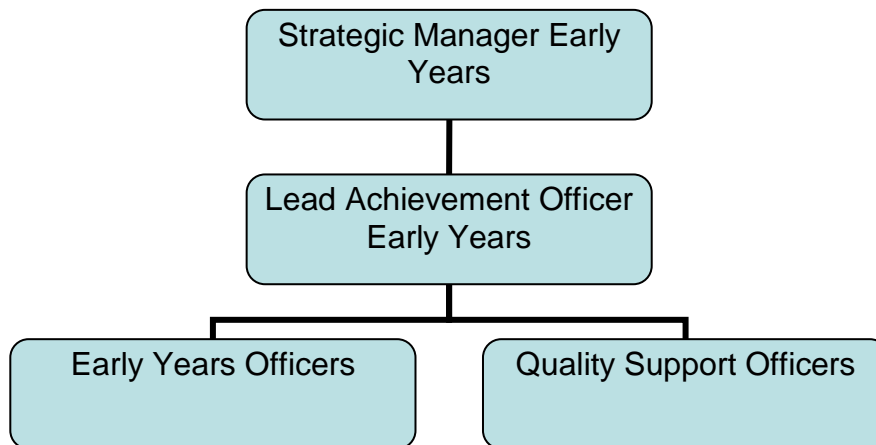 Strategic Manager Early
Years
Lead Achievement Officer
Early Years
Early Years Officers
Quality Support Officers